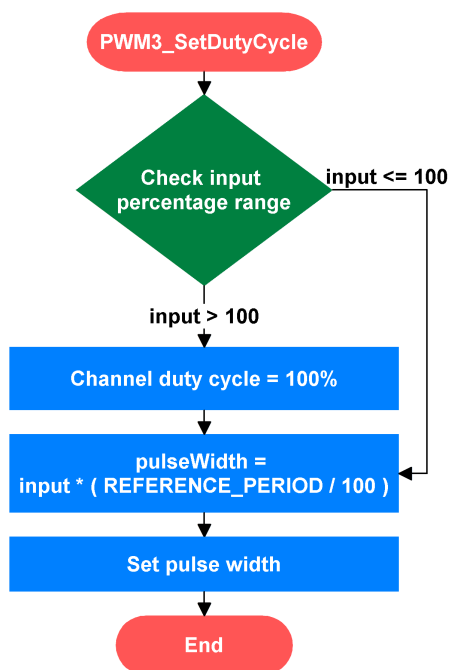 PWM3_SetDutyCycle
Check input
percentage range
input <= 100
input > 100
Channel duty cycle = 100%
pulseWidth =
input * ( REFERENCE_PERIOD / 100 )
Set pulse width
End